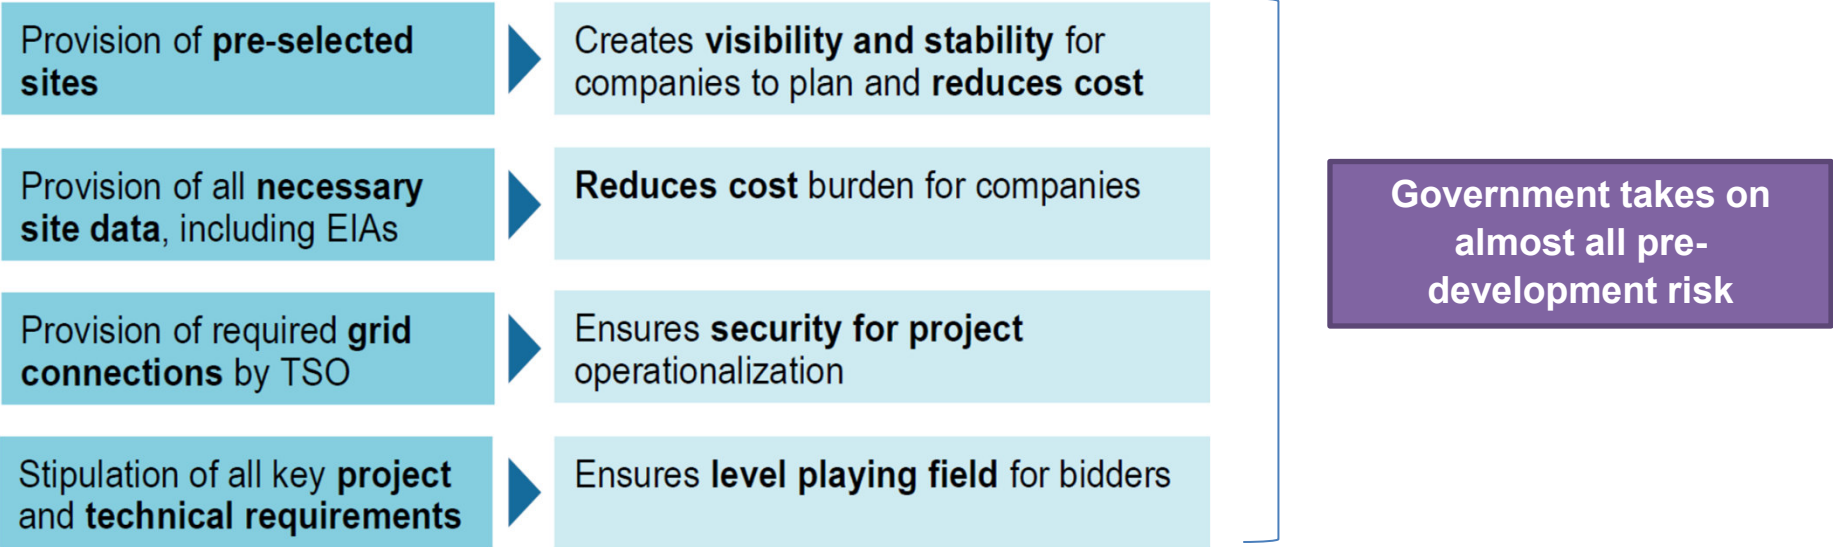 Provision of pre-selected
sites
Creates visibility and stability for
companies to plan and reduces cost
Provision of all necessary
site data, including EIAs
Reduces cost burden for companies
Provision of required grid
connections by TSO
Ensures security for project
operationalization
Stipulation of all key project
and technical requirements
Ensures level playing field for bidders
Government takes on
almost all pre-
development risk